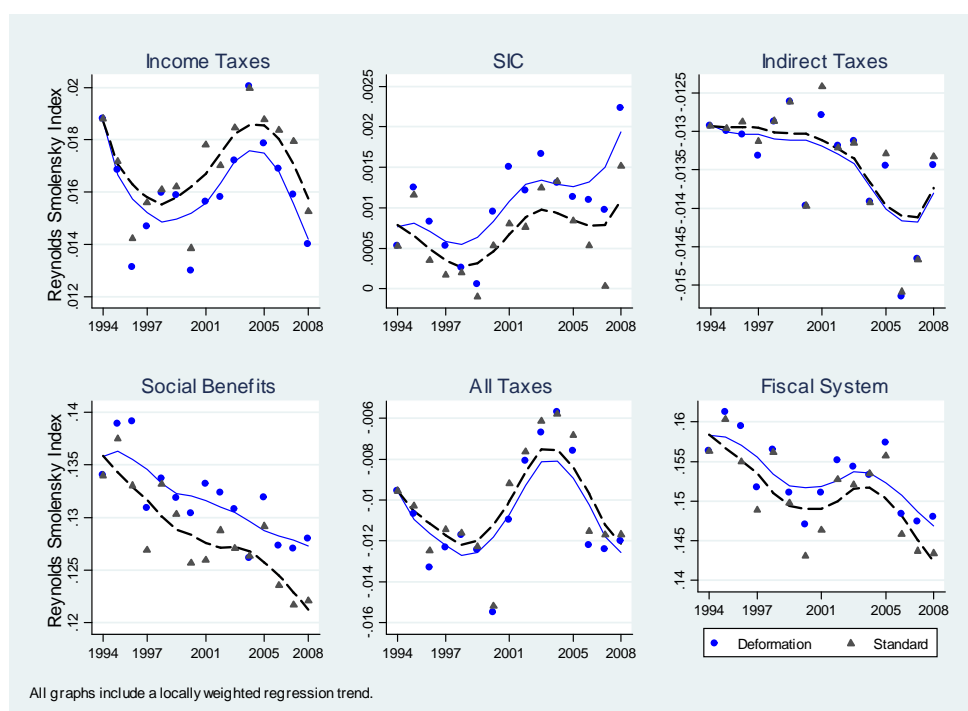 Income Taxes
Reynolds Smolensky Index
.02
.018
.016
.014
.012
1994 1997 2001 2005 2008
SIC
.0025
.002
.0015
.001
.0005
0
1994 1997 2001 2005 2008
Indirect Taxes
-.0125
-.013
-.0135
-.014
-.0145
-.015
1994 1997 2001 2005 2008
Social Benefits
Reynolds Smolensky Index
.14
.135
.13
.125
.12
1994 1997 2001 2005 2008
All Taxes
-.006
-.008
-.01
-.012
-.014
-.016
1994 1997 2001 2005 2008
Fiscal System
.16
.155
.15
.145
.14
1994 1997 2001 2005 2008
Deformation Standard
All graphs include a locally weighted regression trend.